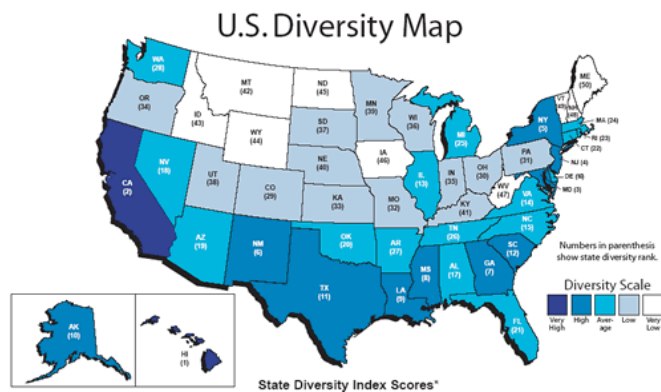 U.S. Diversity Map
WA
(28)
OR
(34)
ID
(43)
MT
(42)
ND
(45)
MN
(39)
WI
(36)
MI
(25)
NY
(5)
VT
ME
(50)
MA (24)
RI (23)
CT (22)
NJ (4)
DE
MD (3)
SD
(37)
WY
(44)
NV
(18)
CA
(2)
UT
(38)
CO
(29)
NE
(40)
KA
(33)
IA
(46)
MO
(32)
IL
(13)
IN
(35)
OH
(30)
PA
(31)
WV
(47)
VA
(14)
KY
(41)
NC
(15)
TN
(26)
SC
(12)
GA
(7)
AL
(17)
MS
(8)
AR
(27)
LA
(9)
OK
(20)
TX
(11)
NM
(6)
AZ
(19)
FL
(21)
AK
(10)
HI
(1)
Numbers in parenthesis
show state diversity rank.
Diversity Scale
Very
High
High
Aver-
age
Low
Very
Low
State Diversity Index Scores*